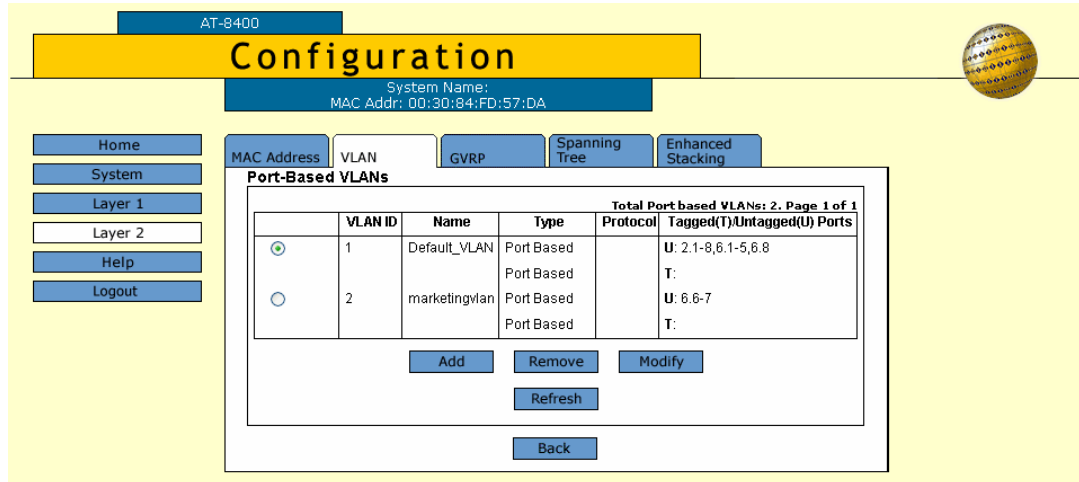 AT-8400
Configuration
System Name:
MAC Addr: 00:30:84:FD:57:DA
Home
System
Layer 1
Layer 2
Help
Logout
MAC Address VLAN GVRP Spanning Tree Enhanced Stacking
Port-Based VLANs
Total Port based VLANs: 2. Page 1 of 1
VLAN ID Name Type Protocol Tagged(T)/Untagged(U) Ports
1 Default_VLAN Port Based U: 2.1-8,6.1-5,6.8
Port Based T:
2 marketingvlan Port Based U: 6.6-7
Port Based T:
Add Remove Modify
Refresh
Back